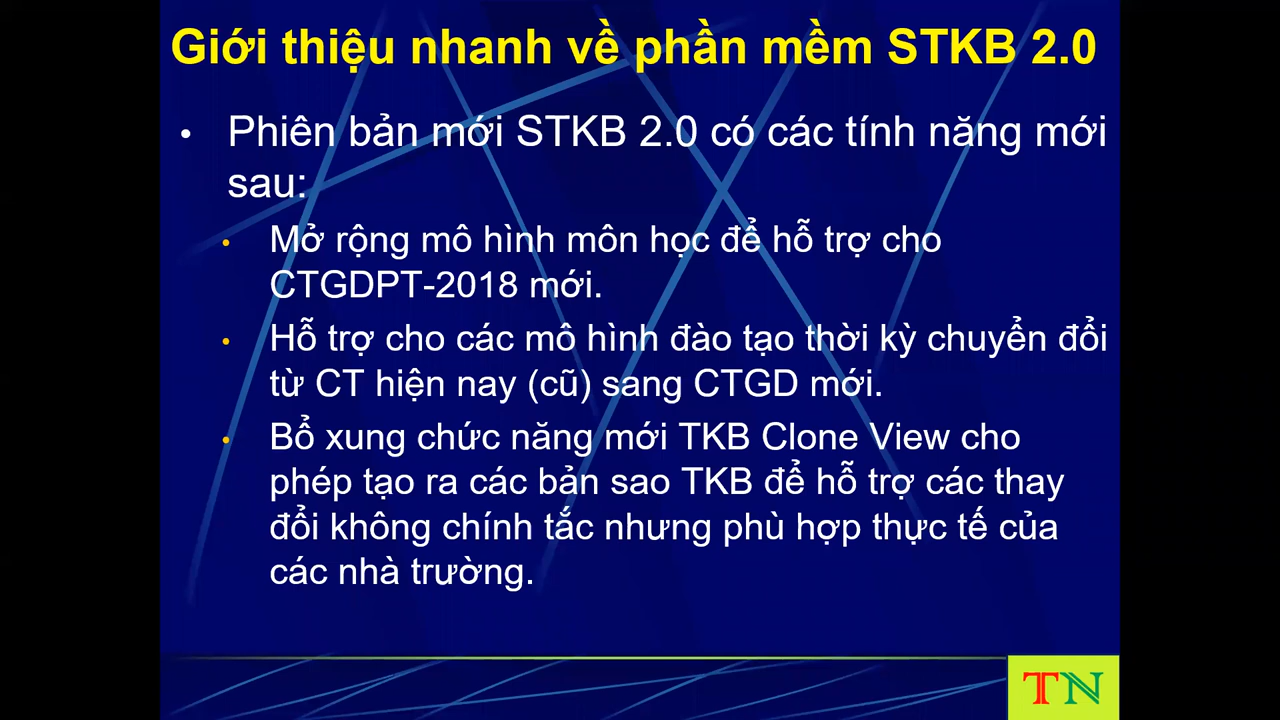 Giới thiệu nhanh về phần mềm STKB 2.0
• Phiên bản mới STKB 2.0 có các tính năng mới
sau:
• Mở rộng mô hình môn học để hỗ trợ cho
CTGDPT-2018 mới.
• Hỗ trợ cho các mô hình đào tạo thời kỳ chuyển đổi
từ CT hiện nay (cũ) sang CTGD mới.
• Bổ xung chức năng mới TKB Clone View cho
phép tạo ra các bản sao TKB để hỗ trợ các thay
đổi không chính tắc nhưng phù hợp thực tế của
các nhà trường.
TN